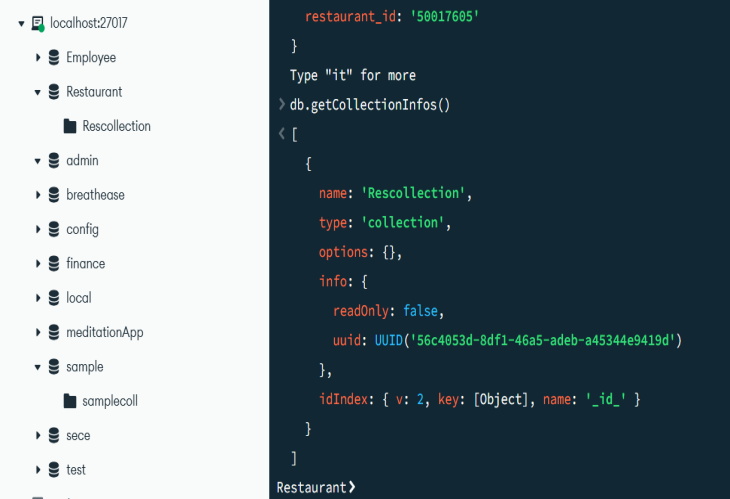 localhost:27017
Employee
Restaurant
Rescollection
admin
breathease
config
finance
local
meditationApp
sample
samplecoll
sece
test
restaurant_id: '50017605'
}
Type "it" for more
db.getCollectionInfos()
[
{
name: 'Rescollection',
type: 'collection',
options: {},
info: {
readOnly: false,
uuid: UUID('56c4053d-8df1-46a5-adeb-a45344e9419d')
},
idIndex: { v: 2, key: [Object], name: '_id_' }
}
]
Restaurant>